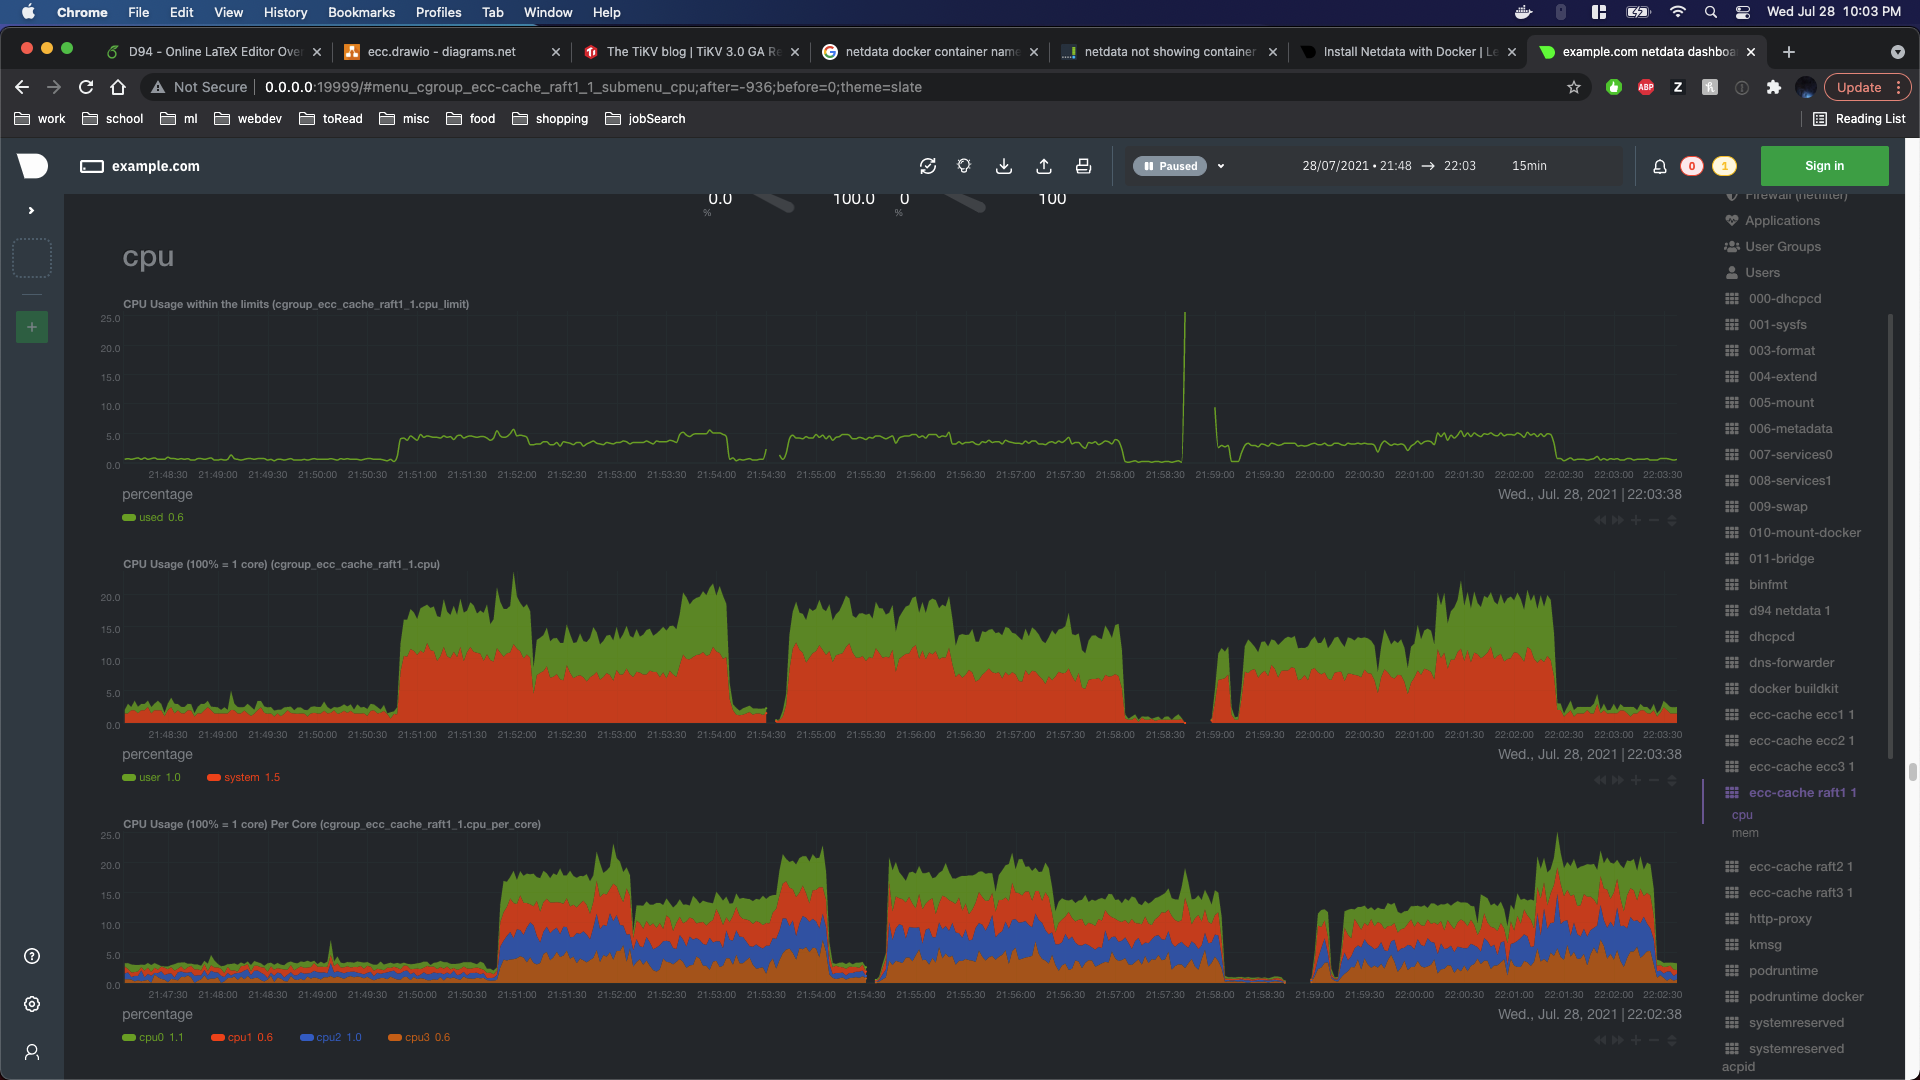 Chrome File Edit View History Bookmarks Profiles Tab Window Help Wed Jul 28 10:03 PM
D94 - Online LaTeX Editor Over ecc.drawio - diagrams.net The TiKV blog | TiKV 3.0 GA Re netdata docker container name netdata not showing container Install Netdata with Docker | Le example.com netdata dashboa
Not Secure 0.0.0.0:19999/#menu_cgroup_ecc-cache_raft1_1_submenu_cpu;after=-936;before=0;theme=slate ABP Z Update
work school ml webdev toRead misc food shopping jobSearch Reading List
example.com Paused 28/07/2021 • 21:48 → 22:03 15min 0 1 Sign in
0.0 100.0 0 100
% %
cpu
CPU Usage within the limits (cgroup_ecc_cache_raft1_1.cpu_limit)
25.0
20.0
15.0
10.0
5.0
0.0
21:48:30 21:49:00 21:49:30 21:50:00 21:50:30 21:51:00 21:51:30 21:52:00 21:52:30 21:53:00 21:53:30 21:54:00 21:54:30 21:55:00 21:55:30 21:56:00 21:56:30 21:57:00 21:57:30 21:58:00 21:58:30 21:59:00 21:59:30 22:00:00 22:00:30 22:01:00 22:01:30 22:02:00 22:02:30 22:03:00 22:03:30
percentage Wed., Jul. 28, 2021 | 22:03:38
used 0.6
CPU Usage (100% = 1 core) (cgroup_ecc_cache_raft1_1.cpu)
20.0
15.0
10.0
5.0
0.0
21:48:30 21:49:00 21:49:30 21:50:00 21:50:30 21:51:00 21:51:30 21:52:00 21:52:30 21:53:00 21:53:30 21:54:00 21:54:30 21:55:00 21:55:30 21:56:00 21:56:30 21:57:00 21:57:30 21:58:00 21:58:30 21:59:00 21:59:30 22:00:00 22:00:30 22:01:00 22:01:30 22:02:00 22:02:30 22:03:00 22:03:30
percentage Wed., Jul. 28, 2021 | 22:03:38
user 1.0 system 1.5
CPU Usage (100% = 1 core) Per Core (cgroup_ecc_cache_raft1_1.cpu_per_core)
25.0
20.0
15.0
10.0
5.0
0.0
21:47:30 21:48:00 21:48:30 21:49:00 21:49:30 21:50:00 21:50:30 21:51:00 21:51:30 21:52:00 21:52:30 21:53:00 21:53:30 21:54:00 21:54:30 21:55:00 21:55:30 21:56:00 21:56:30 21:57:00 21:57:30 21:58:00 21:58:30 21:59:00 21:59:30 22:00:00 22:00:30 22:01:00 22:01:30 22:02:00 22:02:30
percentage Wed., Jul. 28, 2021 | 22:02:38
cpu0 1.1 cpu1 0.6 cpu2 1.0 cpu3 0.6
Firewall (netfilter)
Applications
User Groups
Users
000-dhcpcd
001-sysfs
003-format
004-extend
005-mount
006-metadata
007-services0
008-services1
009-swap
010-mount-docker
011-bridge
binfmt
d94 netdata 1
dhcpcd
dns-forwarder
docker buildkit
ecc-cache ecc1 1
ecc-cache ecc2 1
ecc-cache ecc3 1
ecc-cache raft1 1
cpu
mem
ecc-cache raft2 1
ecc-cache raft3 1
http-proxy
kmsg
podruntime
podruntime docker
systemreserved
systemreserved
acpid